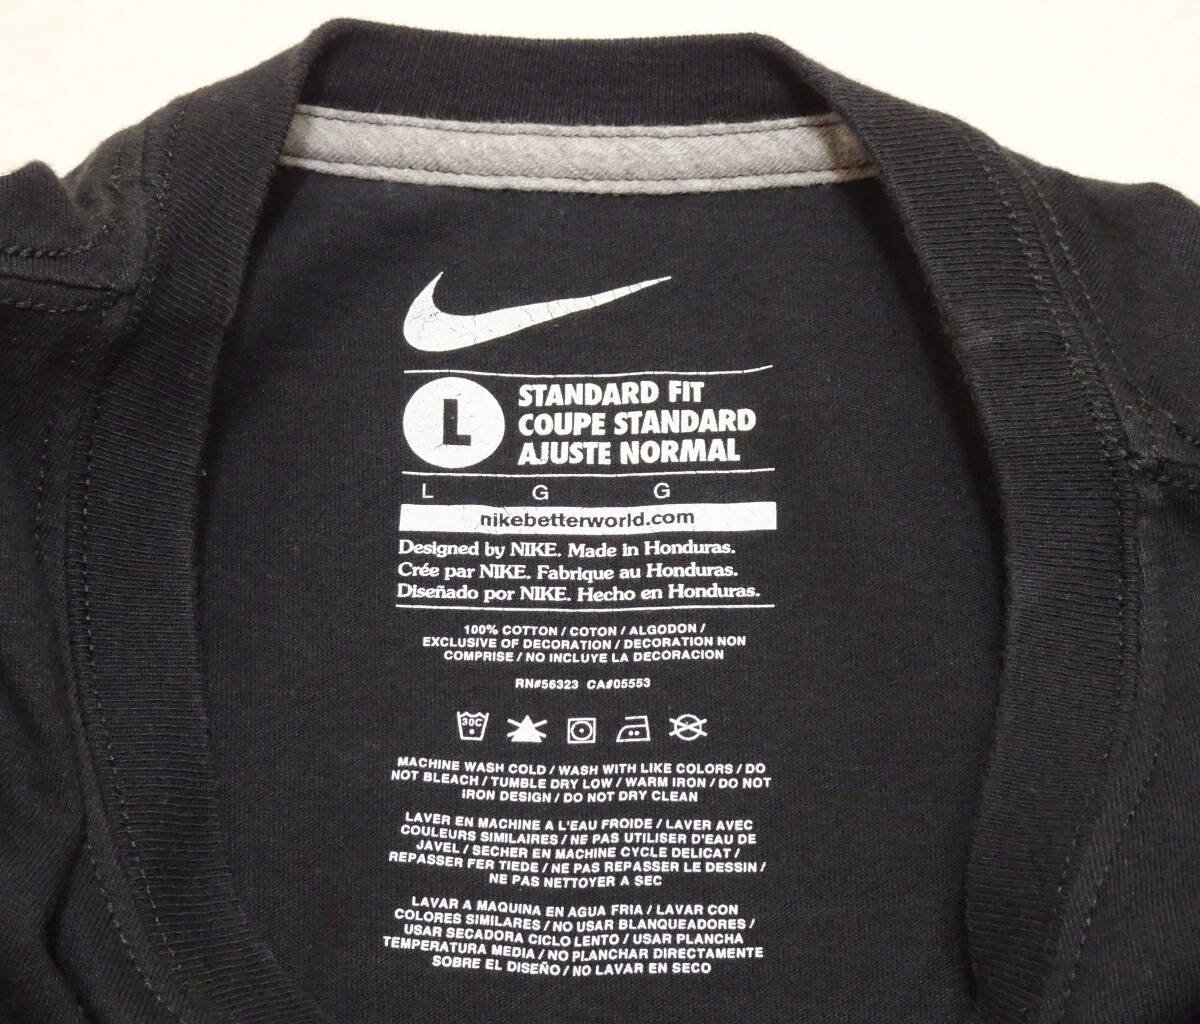 L
STANDARD FIT
COUPE STANDARD
AJUSTE NORMAL
L G G
nikebetterworld.com
Designed by NIKE. Made in Honduras.
Crée par NIKE. Fabrique au Honduras.
Diseñado por NIKE. Hecho en Honduras.
100% COTTON / COTON / ALGODON /
EXCLUSIVE OF DECORATION / DECORATION NON
COMPRISE / NO INCLUYE LA DECORACION
RN#56323 CA#05553
30C
MACHINE WASH COLD / WASH WITH LIKE COLORS / DO
NOT BLEACH / TUMBLE DRY LOW / WARM IRON / DO NOT
IRON DESIGN / DO NOT DRY CLEAN
LAVER EN MACHINE A L'EAU FROIDE / LAVER AVEC
COULEURS SIMILAIRES / NE PAS UTILISER D'EAU DE
JAVEL / SECHER EN MACHINE CYCLE DELICAT /
REPASSER FER TIEDE / NE PAS REPASSER LE DESSIN /
NE PAS NETTOYER A SEC
LAVAR A MAQUINA EN AGUA FRIA / LAVAR CON
COLORES SIMILARES / NO USAR BLANQUEADORES /
USAR SECADORA CICLO LENTO / USAR PLANCHA
TEMPERATURA MEDIA / NO PLANCHAR DIRECTAMENTE
SOBRE EL DISEÑO / NO LAVAR EN SECO